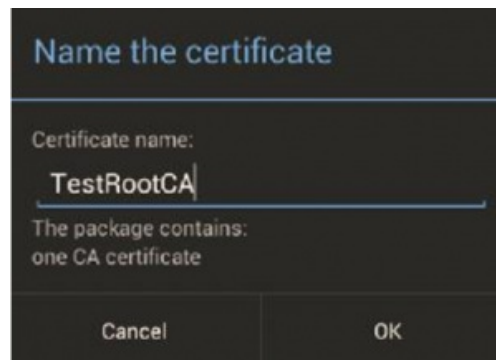 Name the certificate
Certificate name:
TestRootCA
The package contains:
one CA certificate
Cancel OK